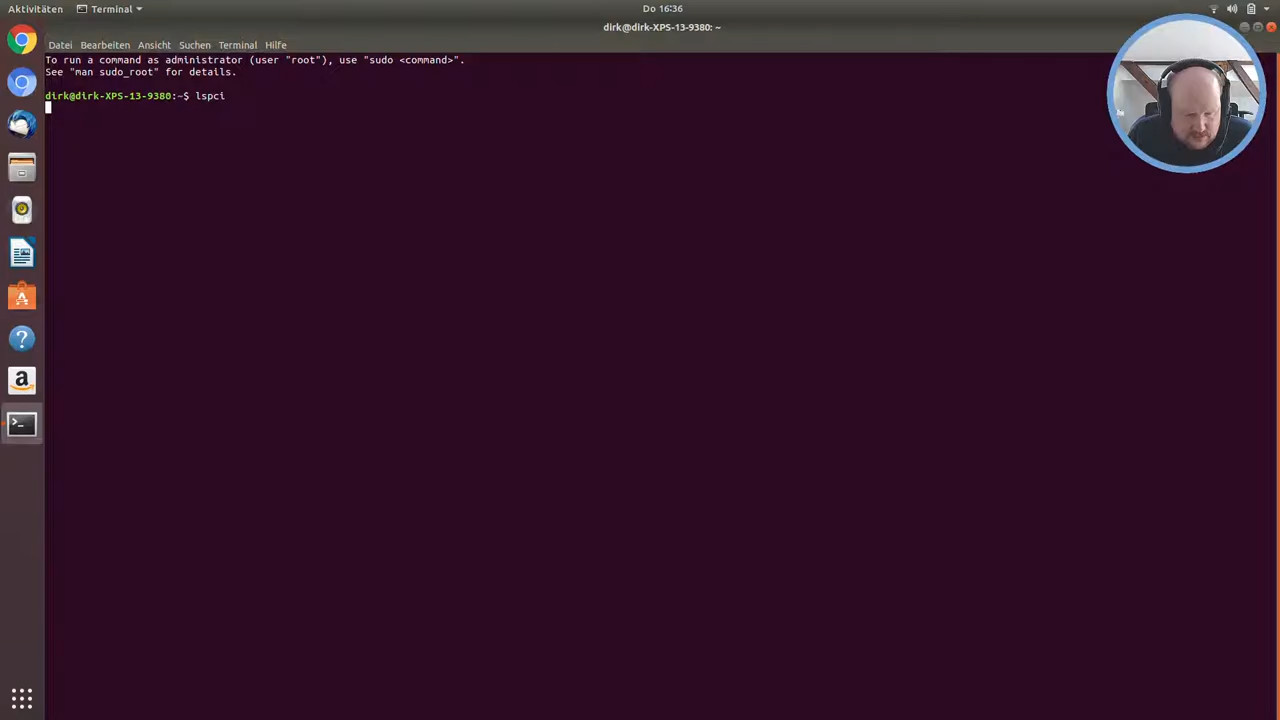 Aktivitäten
Terminal
Do 16:36
dirk@dirk-XPS-13-9380: ~
Datei Bearbeiten Ansicht Suchen Terminal Hilfe
To run a command as administrator (user "root"), use "sudo <command>".
See "man sudo_root" for details.
dirk@dirk-XPS-13-9380:~$ lspci